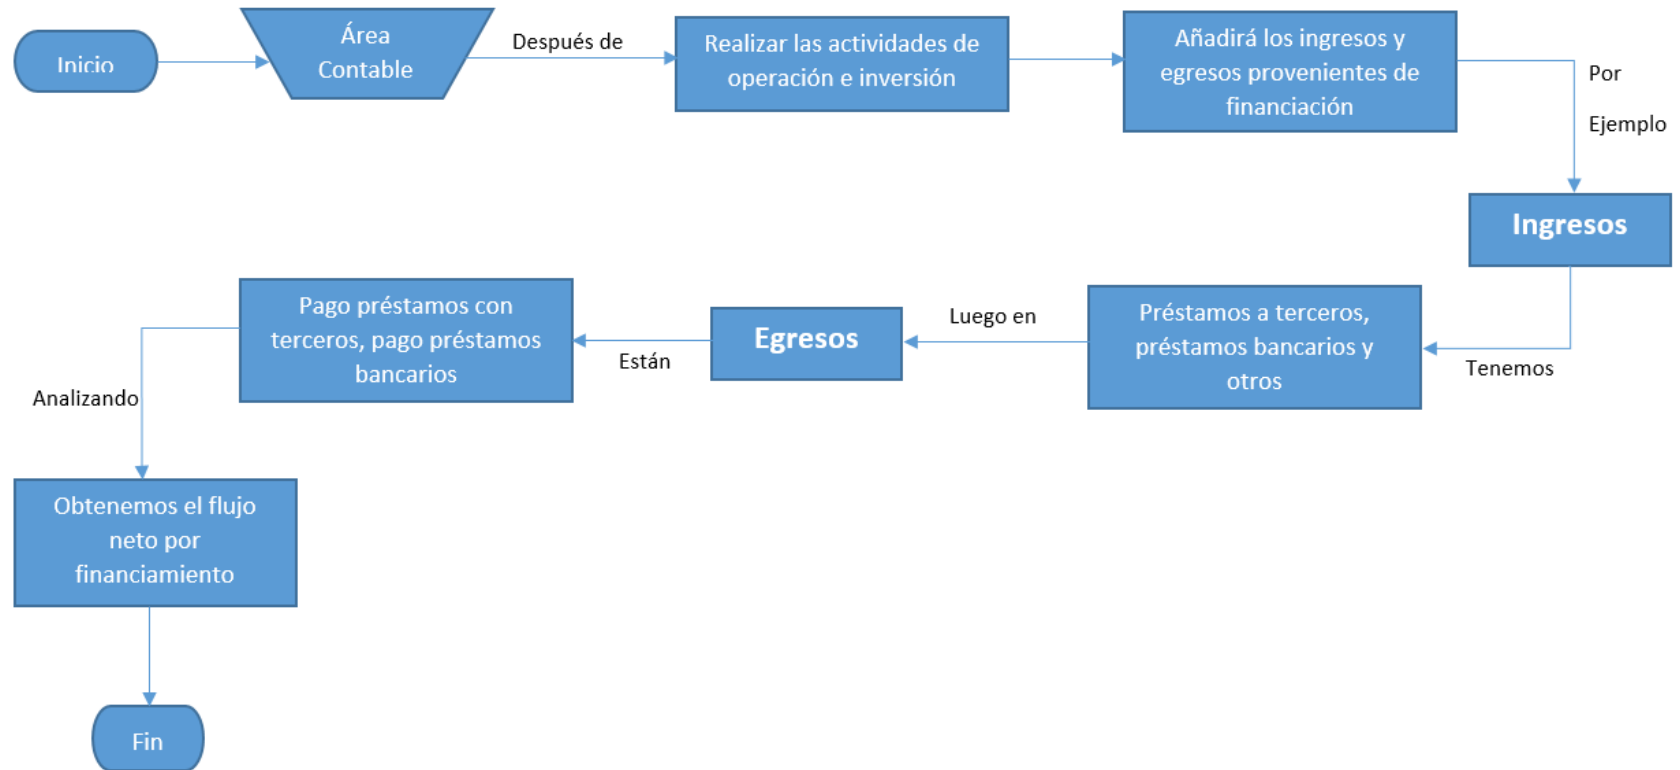 Inicio
Área
Contable
Después de
Realizar las actividades de
operación e inversión
Añadirá los ingresos y
egresos provenientes de
financiación
Por
Ejemplo
Ingresos
Tenemos
Préstamos a terceros,
préstamos bancarios y
otros
Luego en
Egresos
Están
Pago préstamos con
terceros, pago préstamos
bancarios
Analizando
Obtenemos el flujo
neto por
financiamiento
Fin